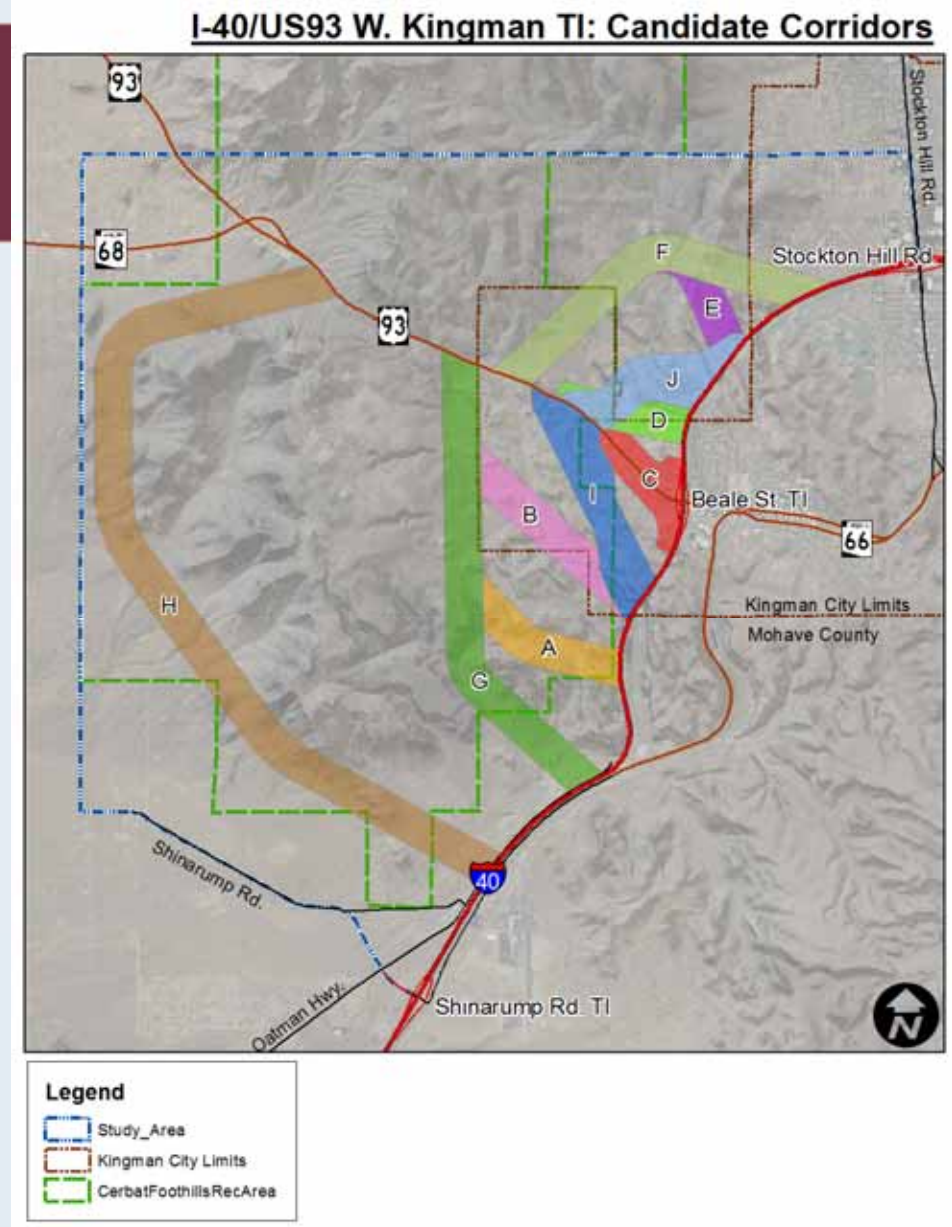 I-40/US93 W. Kingman TI: Candidate Corridors
93
Stockton Hill Rd.
68
F
Stockton Hill Rd
93
E
J
D
C
I
Beale St. TI
B
66
H
Kingman City Limits
Mohave County
A
G
Shinarump Rd.
40
Oatman Hwy.
Shinarump Rd. TI
N
Legend
Study_Area
Kingman City Limits
CerbatFoothillsRecArea